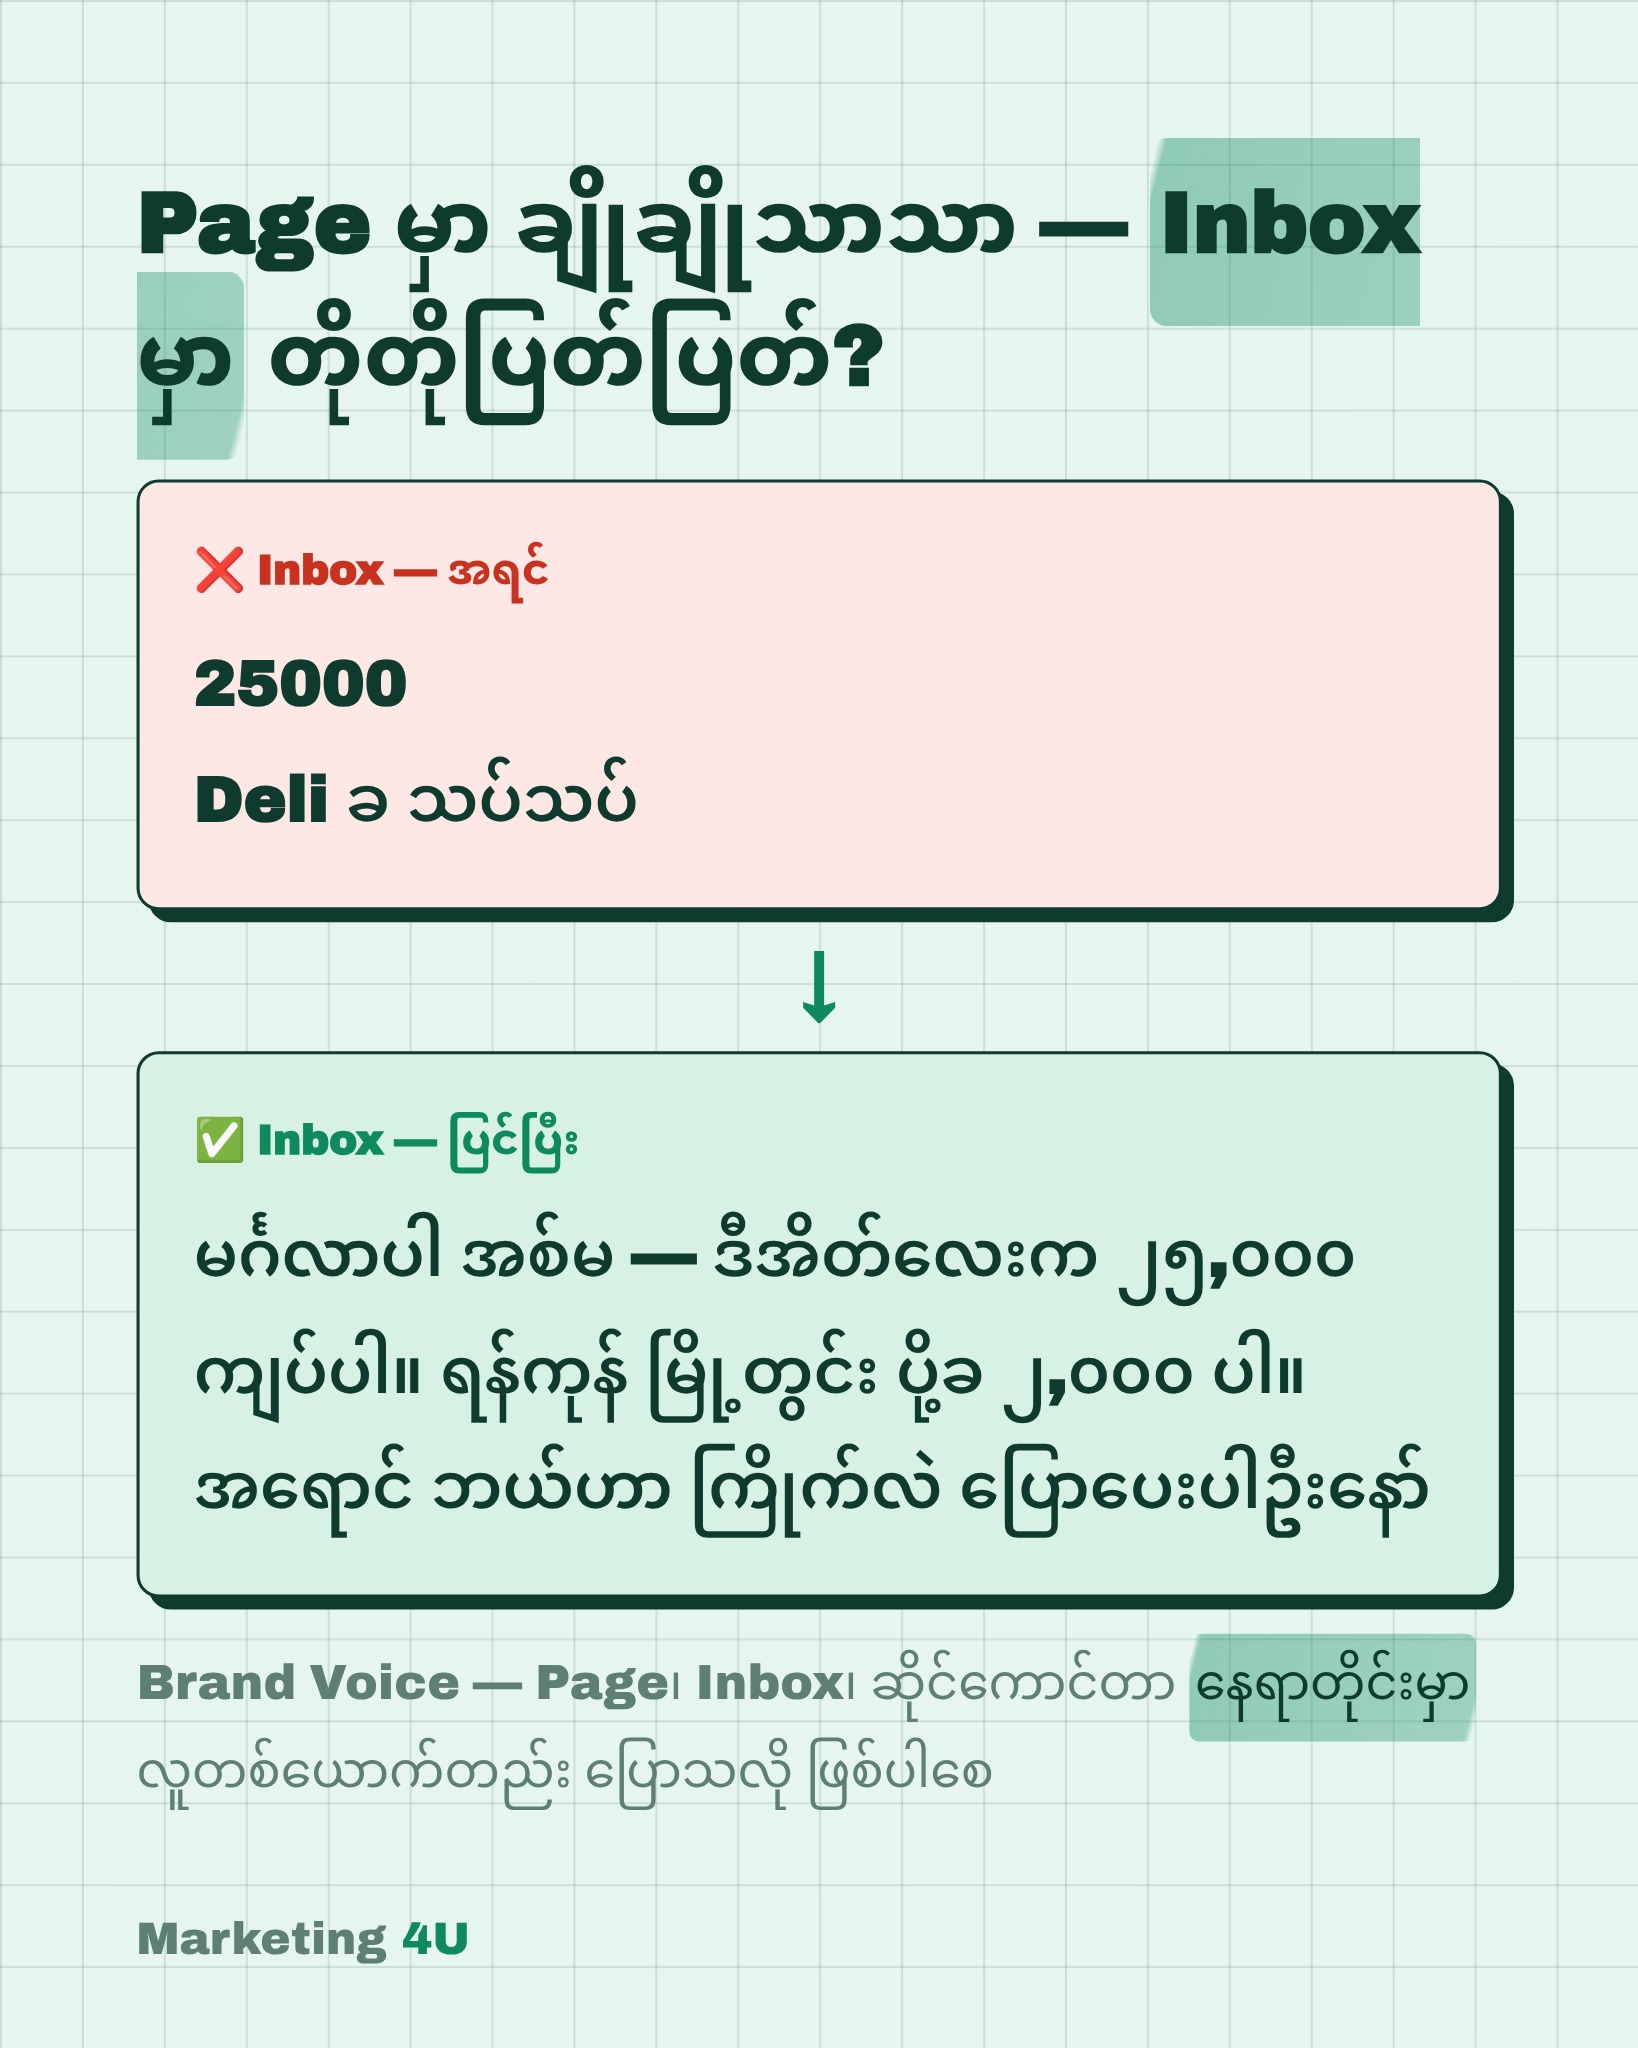 Page မှာ ချိုချိုသာသာ — Inbox
မှာ တိုတိုပြတ်ပြတ်?
❌ Inbox — အရင်
25000
Deli ခ သပ်သပ်
↓
✅ Inbox — ပြင်ပြီး
မင်္ဂလာပါ အစ်မ — ဒီအိတ်လေးက ၂၅,၀၀၀
ကျပ်ပါ။ ရန်ကုန် မြို့တွင်း ပို့ခ ၂,၀၀၀ ပါ။
အရောင် ဘယ်ဟာ ကြိုက်လဲ ပြောပေးပါဦးနော်
Brand Voice — Page၊ Inbox၊ ဆိုင်ကောင်တာ နေရာတိုင်းမှာ
လူတစ်ယောက်တည်း ပြောသလို ဖြစ်ပါစေ
Marketing 4U